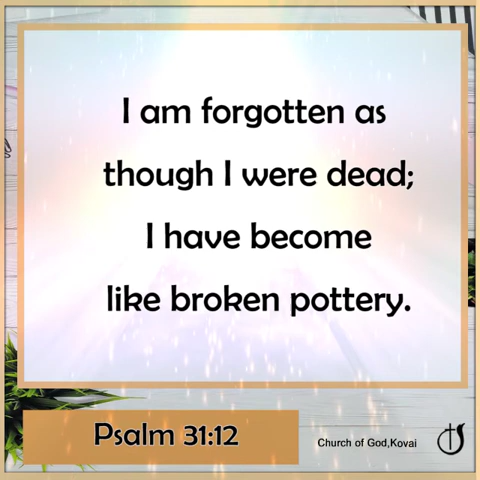 I am forgotten as
though I were dead;
I have become
like broken pottery.
Psalm 31:12
Church of God,Kovai